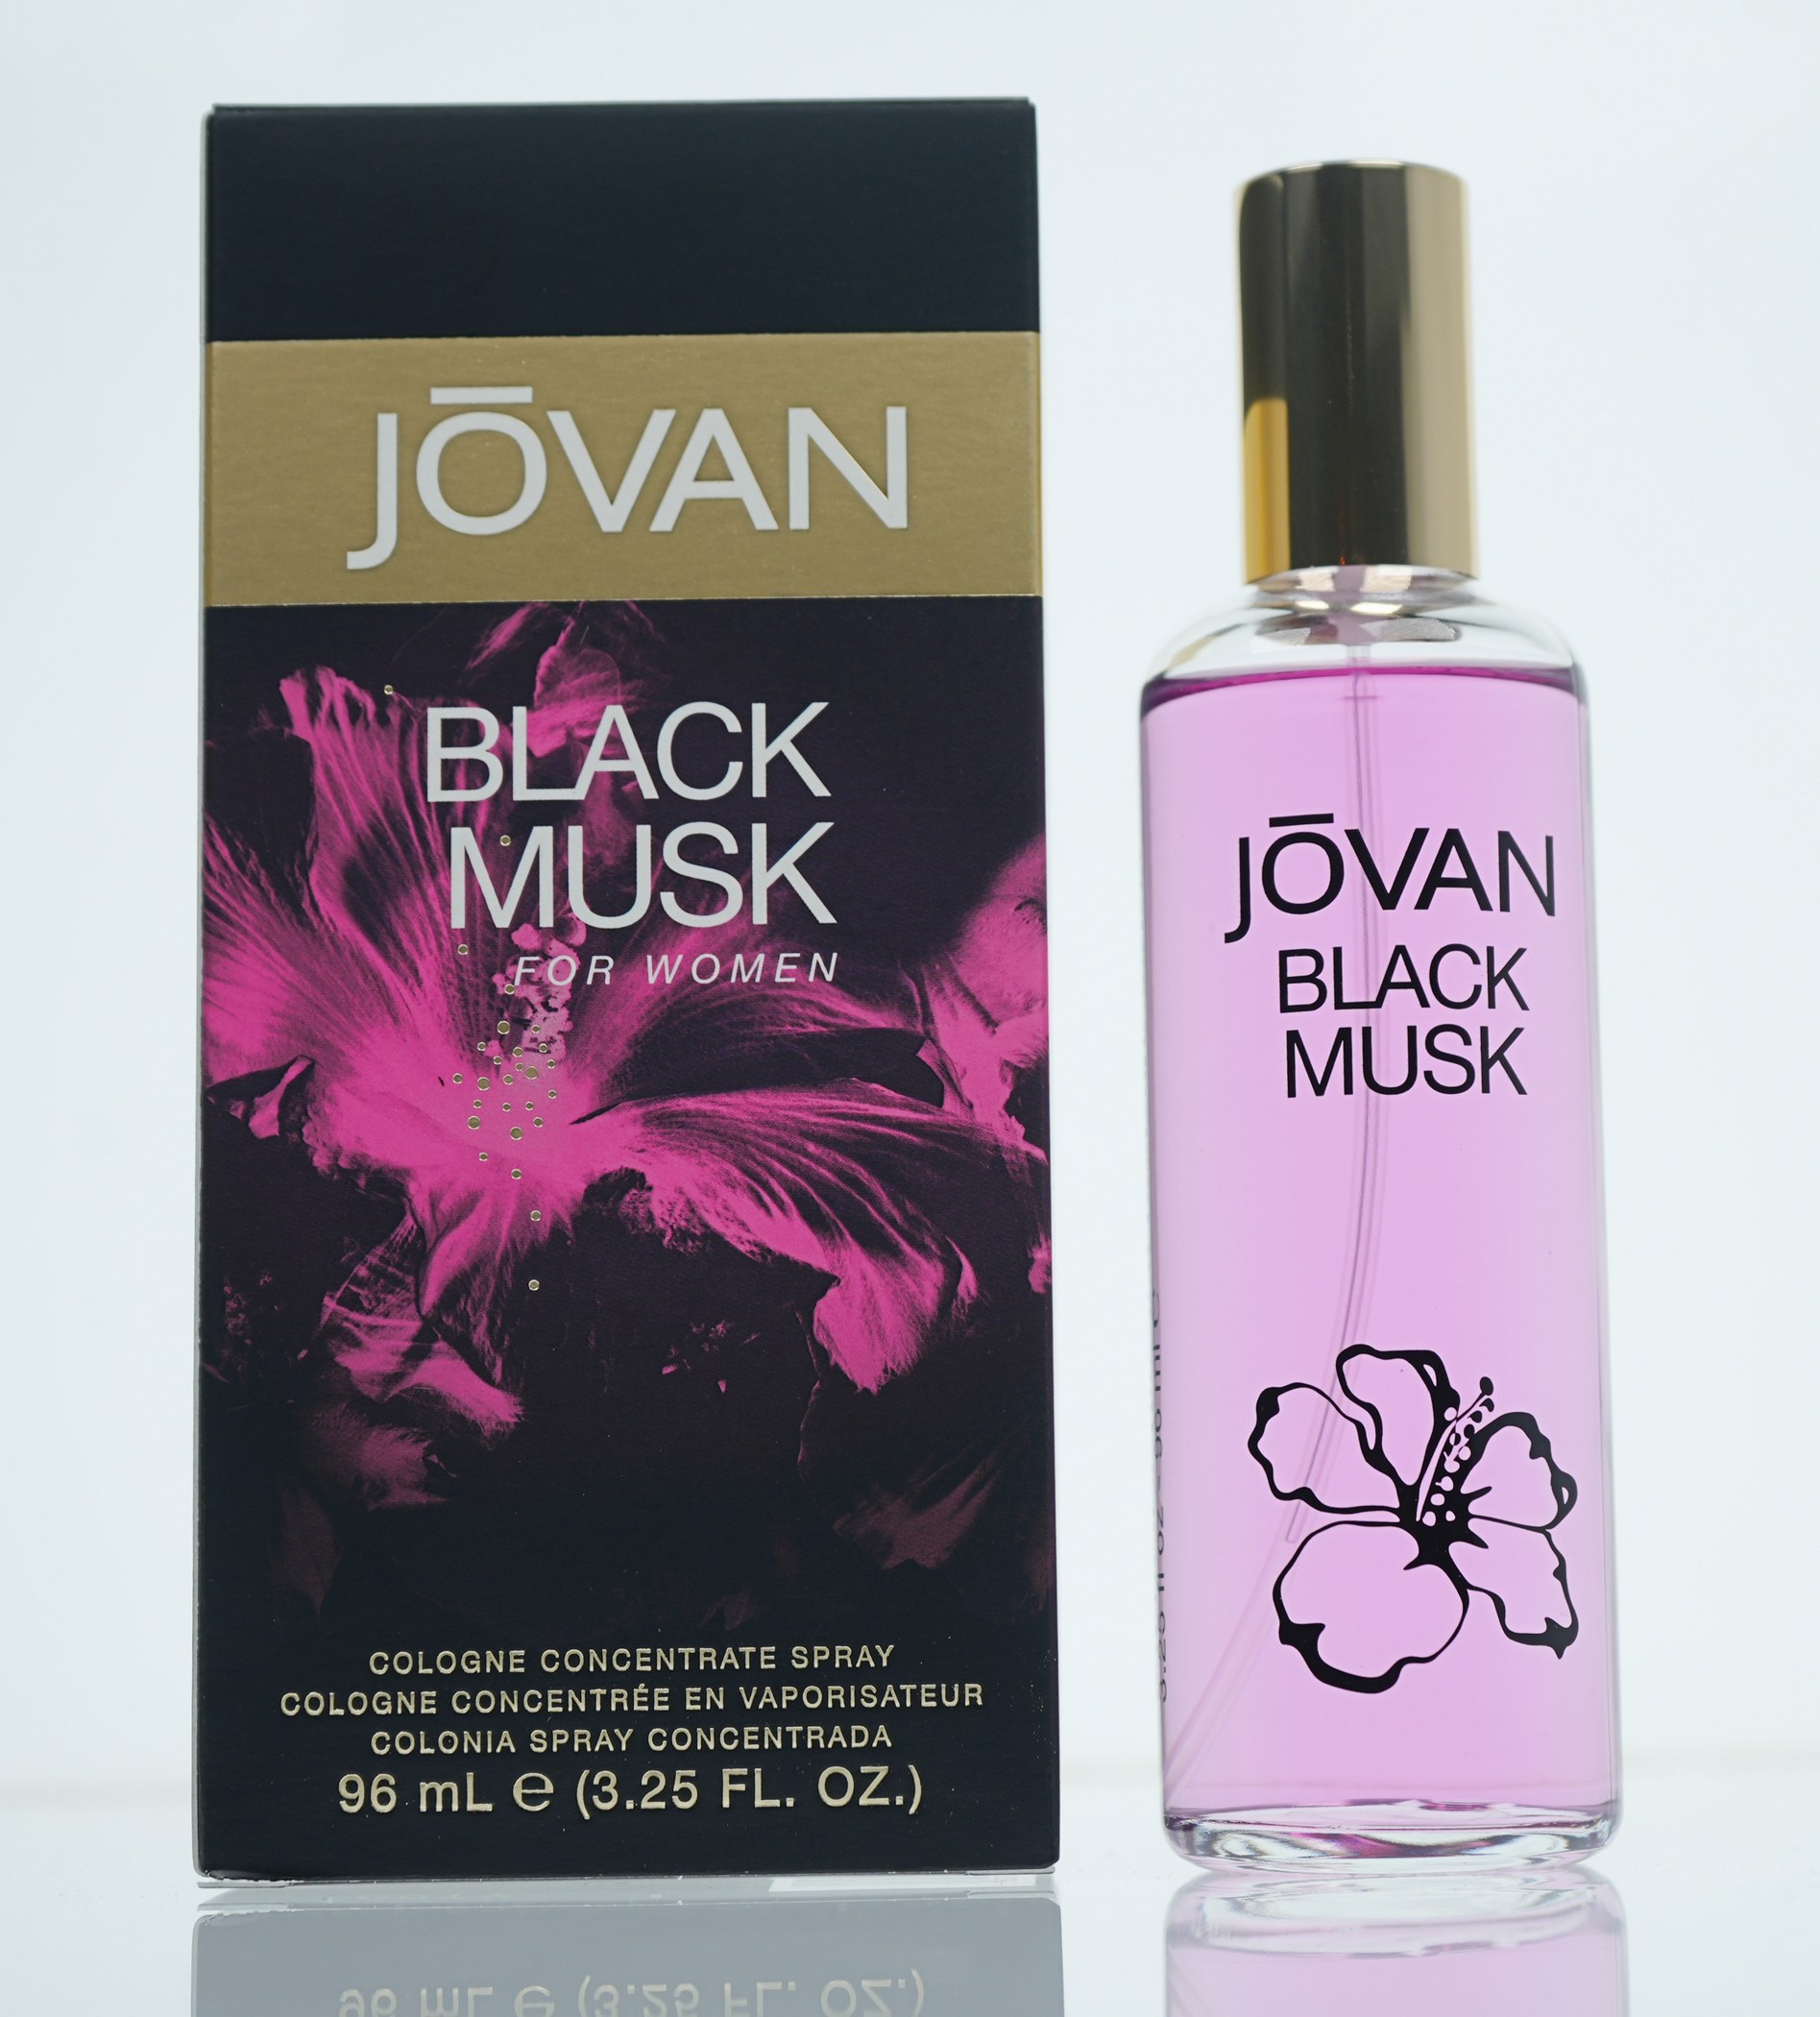 JŌVAN
BLACK
MUSK
FOR WOMEN
COLOGNE CONCENTRATE SPRAY
COLOGNE CONCENTRÉE EN VAPORISATEUR
COLONIA SPRAY CONCENTRADA
96 mL ℮ (3.25 FL. OZ.)
JŌVAN
BLACK
MUSK